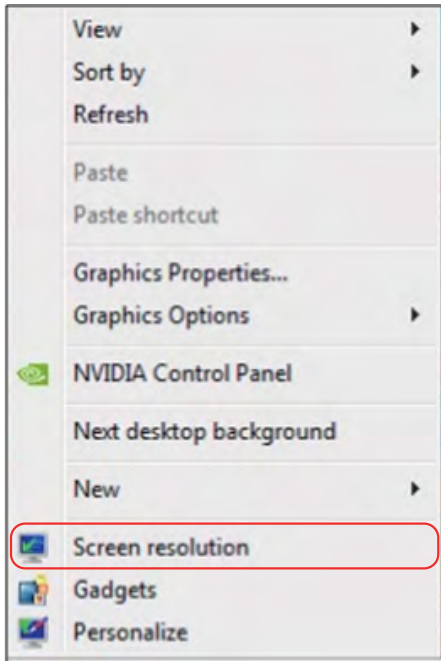 View
Sort by
Refresh
Paste
Paste shortcut
Graphics Properties...
Graphics Options
NVIDIA Control Panel
Next desktop background
New
Screen resolution
Gadgets
Personalize